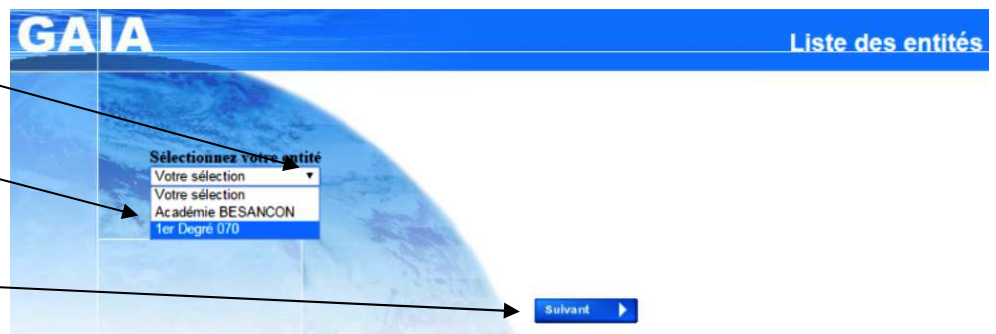 GAIA
Liste des entités
Sélectionnez votre entité
Votre sélection
Votre sélection
Académie BESANCON
1er Degré 070
Suivant